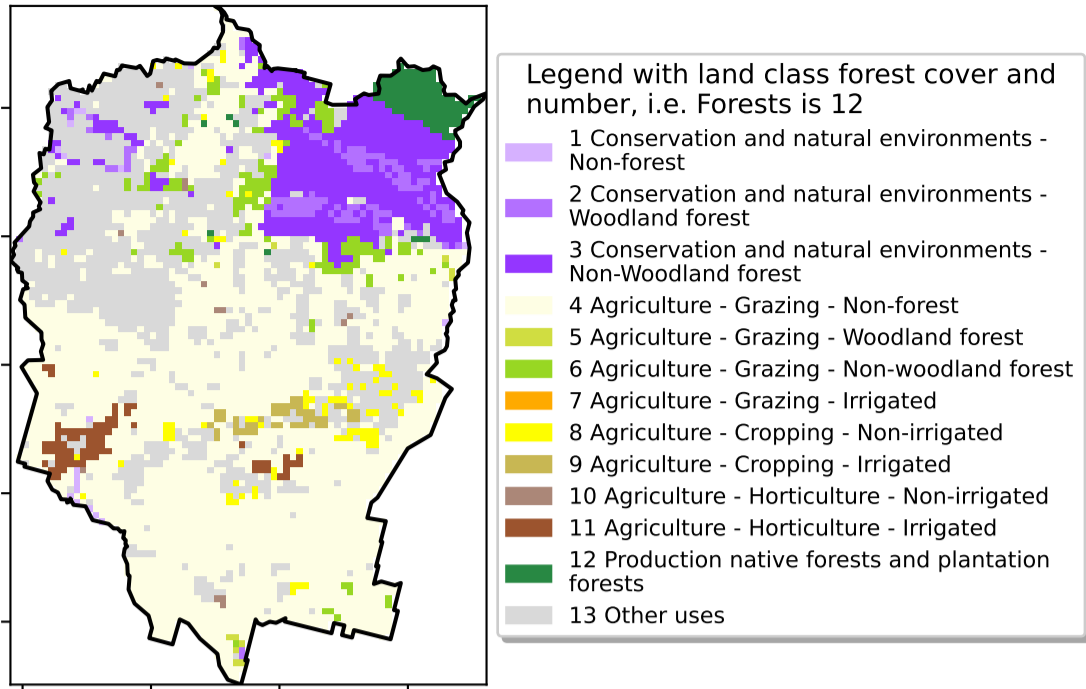 Legend with land class forest cover and
number, i.e. Forests is 12
1 Conservation and natural environments -
Non-forest
2 Conservation and natural environments -
Woodland forest
3 Conservation and natural environments -
Non-Woodland forest
4 Agriculture - Grazing - Non-forest
5 Agriculture - Grazing - Woodland forest
6 Agriculture - Grazing - Non-woodland forest
7 Agriculture - Grazing - Irrigated
8 Agriculture - Cropping - Non-irrigated
9 Agriculture - Cropping - Irrigated
10 Agriculture - Horticulture - Non-irrigated
11 Agriculture - Horticulture - Irrigated
12 Production native forests and plantation
forests
13 Other uses